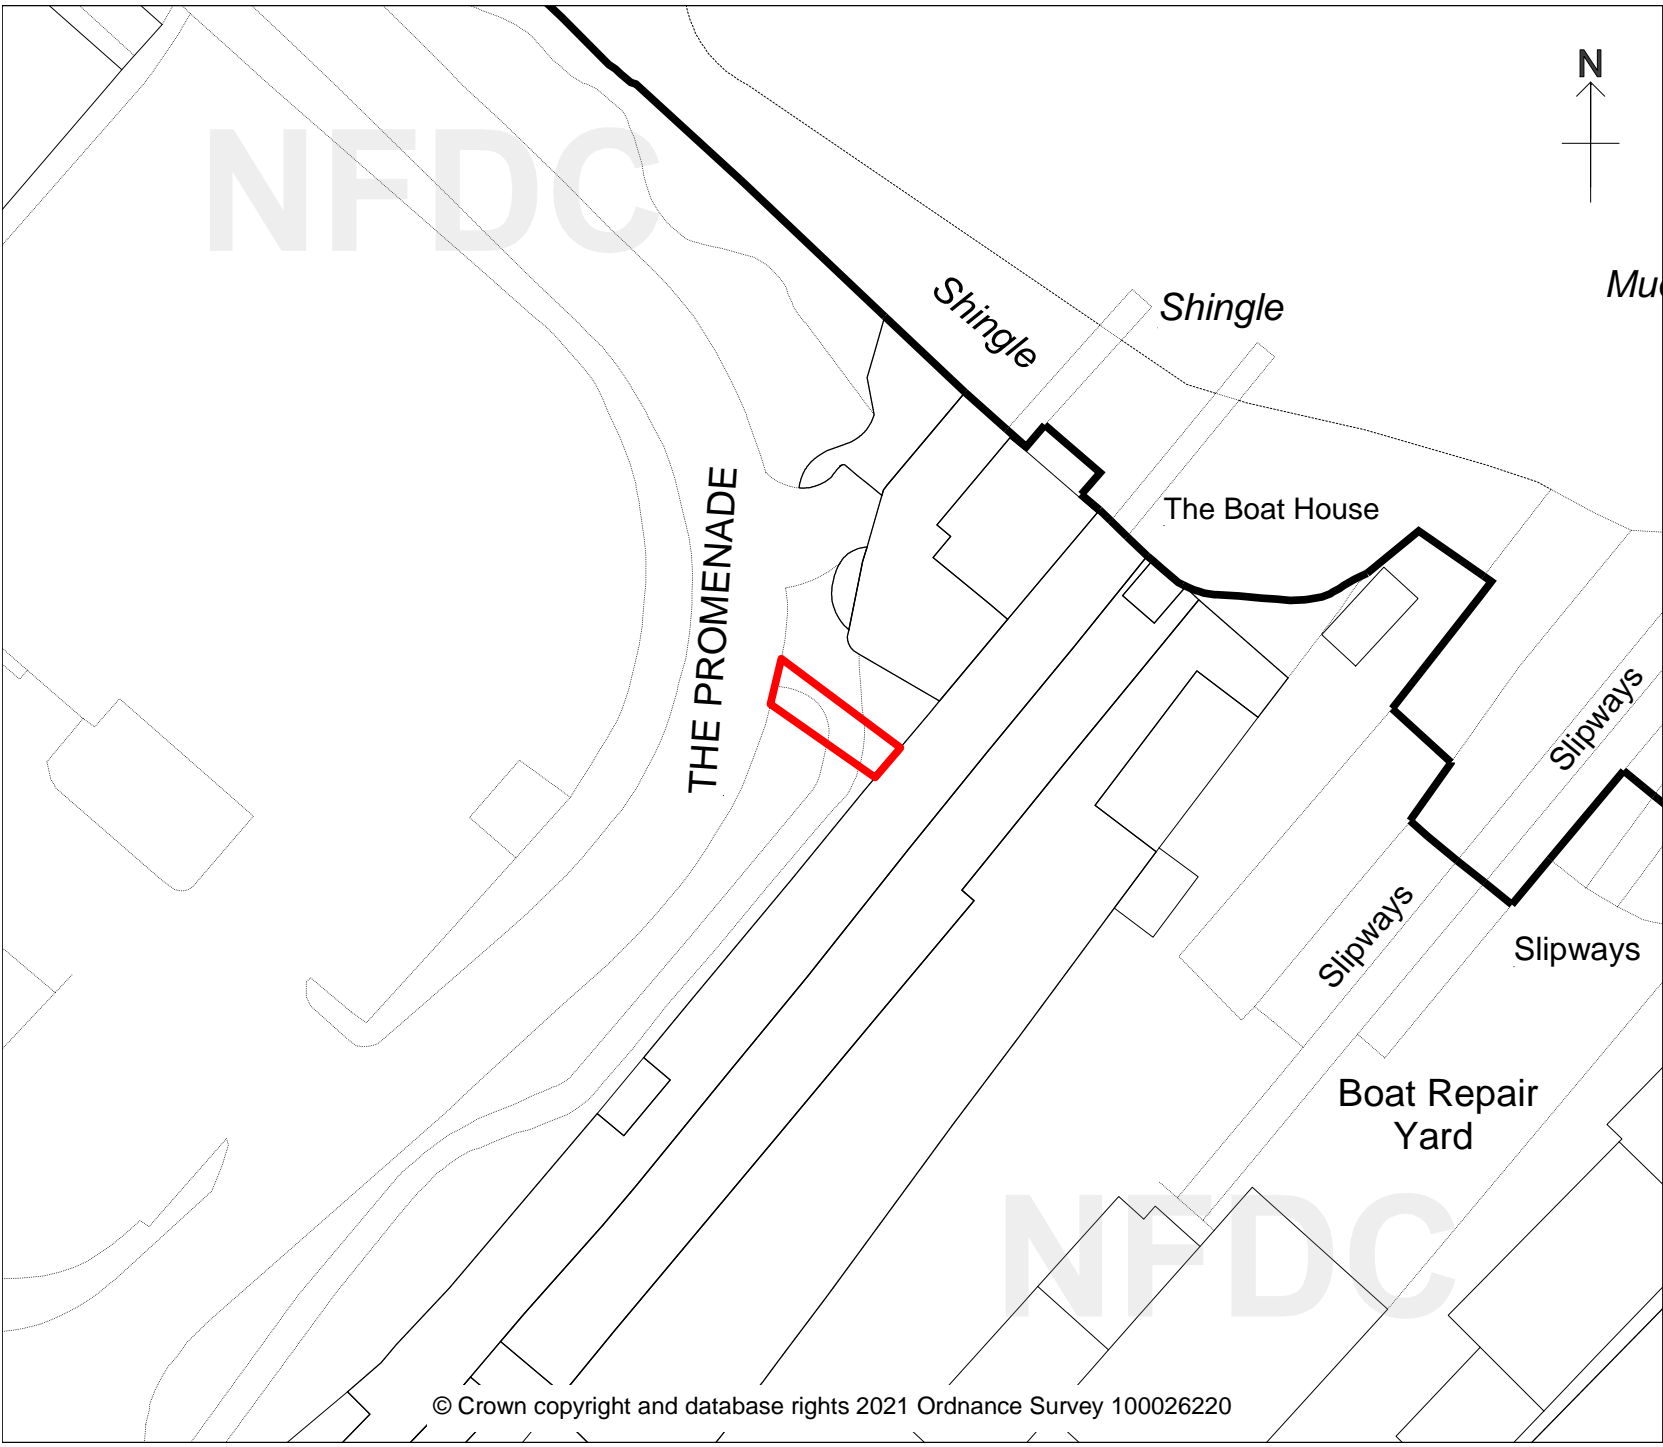 N
NFDC
Shingle
Shingle
The Boat House
THE PROMENADE
Slipways
Slipways
Slipways
Boat Repair
Yard
NFDC
© Crown copyright and database rights 2021 Ordnance Survey 100026220